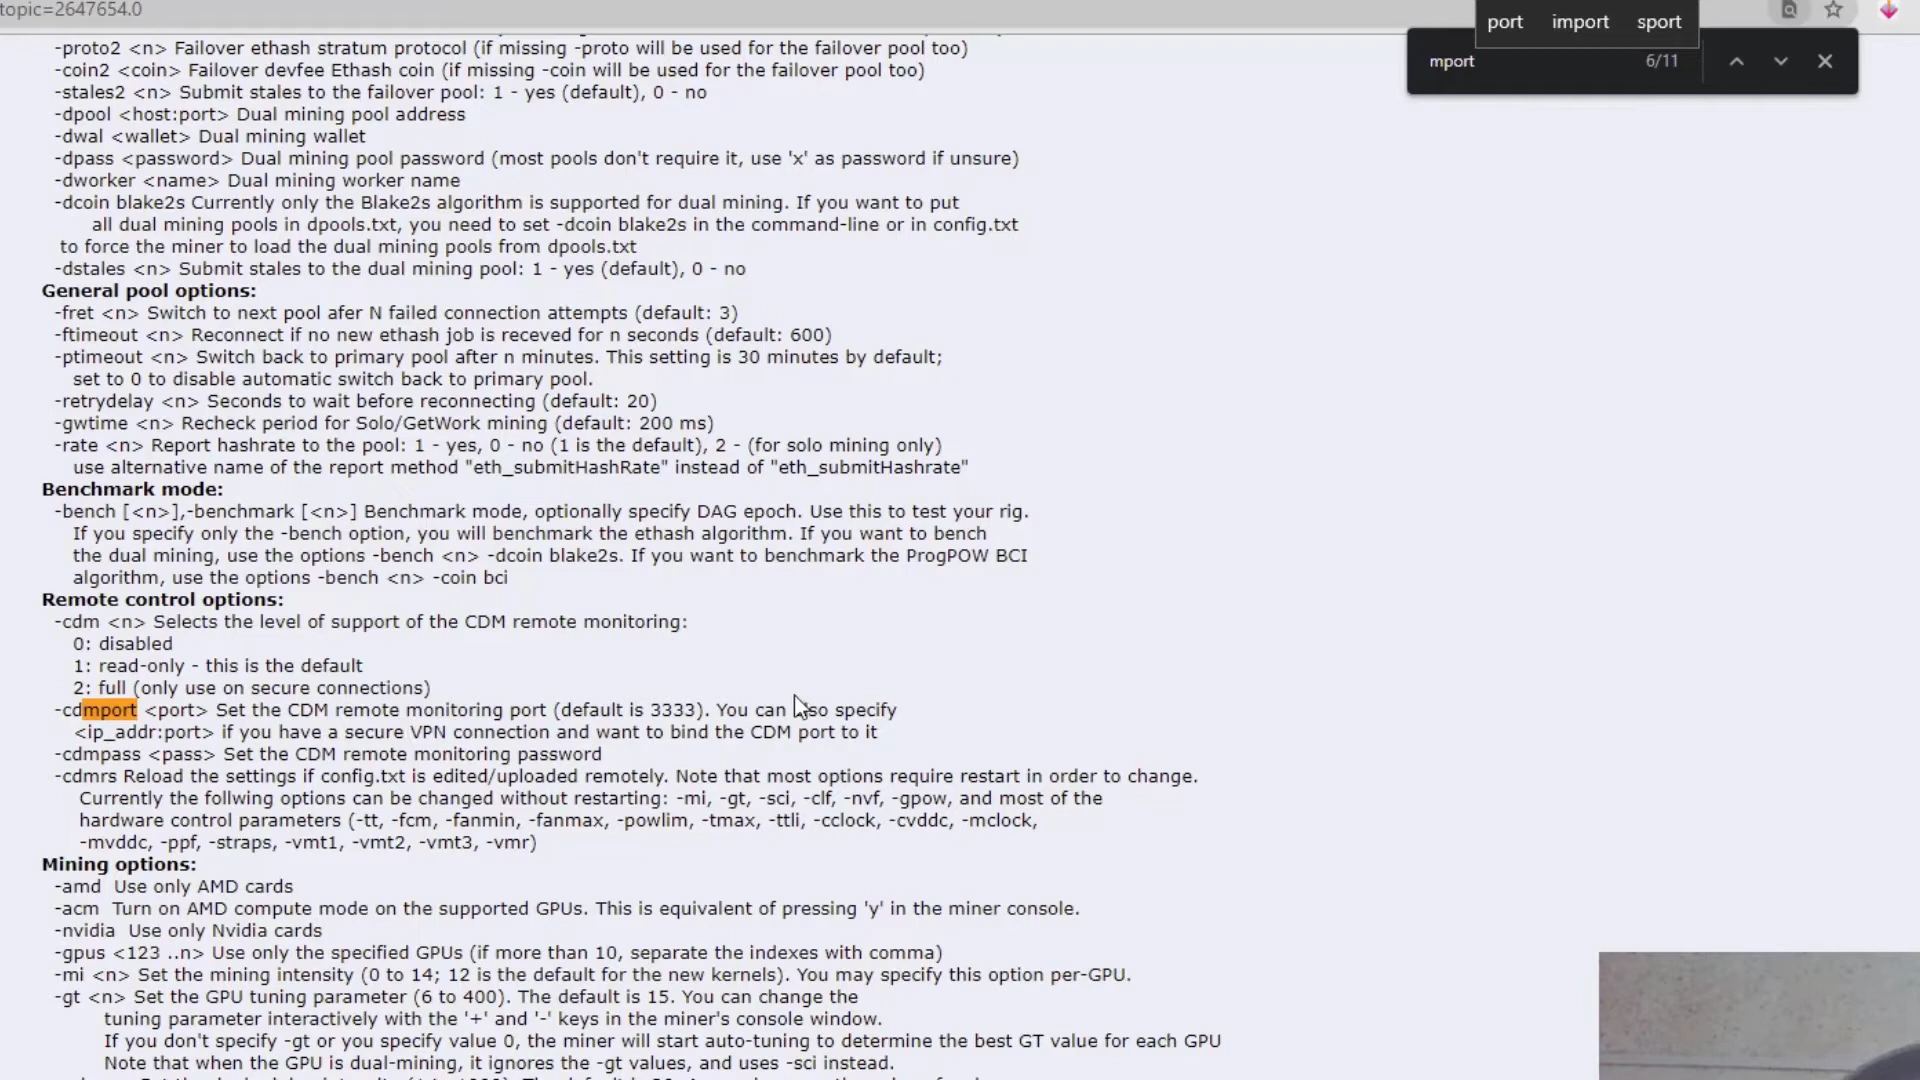 topic=2647654.0
port import sport
mport 6/11
-proto2 <n> Failover ethash stratum protocol (if missing -proto will be used for the failover pool too)
-coin2 <coin> Failover devfee Ethash coin (if missing -coin will be used for the failover pool too)
-stales2 <n> Submit stales to the failover pool: 1 - yes (default), 0 - no
-dpool <host:port> Dual mining pool address
-dwal <wallet> Dual mining wallet
-dpass <password> Dual mining pool password (most pools don't require it, use 'x' as password if unsure)
-dworker <name> Dual mining worker name
-dcoin blake2s Currently only the Blake2s algorithm is supported for dual mining. If you want to put
all dual mining pools in dpools.txt, you need to set -dcoin blake2s in the command-line or in config.txt
to force the miner to load the dual mining pools from dpools.txt
-dstales <n> Submit stales to the dual mining pool: 1 - yes (default), 0 - no
General pool options:
-fret <n> Switch to next pool afer N failed connection attempts (default: 3)
-ftimeout <n> Reconnect if no new ethash job is receved for n seconds (default: 600)
-ptimeout <n> Switch back to primary pool after n minutes. This setting is 30 minutes by default;
set to 0 to disable automatic switch back to primary pool.
-retrydelay <n> Seconds to wait before reconnecting (default: 20)
-gwtime <n> Recheck period for Solo/GetWork mining (default: 200 ms)
-rate <n> Report hashrate to the pool: 1 - yes, 0 - no (1 is the default), 2 - (for solo mining only)
use alternative name of the report method "eth_submitHashRate" instead of "eth_submitHashrate"
Benchmark mode:
-bench [<n>],-benchmark [<n>] Benchmark mode, optionally specify DAG epoch. Use this to test your rig.
If you specify only the -bench option, you will benchmark the ethash algorithm. If you want to bench
the dual mining, use the options -bench <n> -dcoin blake2s. If you want to benchmark the ProgPOW BCI
algorithm, use the options -bench <n> -coin bci
Remote control options:
-cdm <n> Selects the level of support of the CDM remote monitoring:
0: disabled
1: read-only - this is the default
2: full (only use on secure connections)
-cdmport <port> Set the CDM remote monitoring port (default is 3333). You can also specify
<ip_addr:port> if you have a secure VPN connection and want to bind the CDM port to it
-cdmpass <pass> Set the CDM remote monitoring password
-cdmrs Reload the settings if config.txt is edited/uploaded remotely. Note that most options require restart in order to change.
Currently the follwing options can be changed without restarting: -mi, -gt, -sci, -clf, -nvf, -gpow, and most of the
hardware control parameters (-tt, -fcm, -fanmin, -fanmax, -powlim, -tmax, -ttli, -cclock, -cvddc, -mclock,
-mvddc, -ppf, -straps, -vmt1, -vmt2, -vmt3, -vmr)
Mining options:
-amd Use only AMD cards
-acm Turn on AMD compute mode on the supported GPUs. This is equivalent of pressing 'y' in the miner console.
-nvidia Use only Nvidia cards
-gpus <123 ..n> Use only the specified GPUs (if more than 10, separate the indexes with comma)
-mi <n> Set the mining intensity (0 to 14; 12 is the default for the new kernels). You may specify this option per-GPU.
-gt <n> Set the GPU tuning parameter (6 to 400). The default is 15. You can change the
tuning parameter interactively with the '+' and '-' keys in the miner's console window.
If you don't specify -gt or you specify value 0, the miner will start auto-tuning to determine the best GT value for each GPU
Note that when the GPU is dual-mining, it ignores the -gt values, and uses -sci instead.